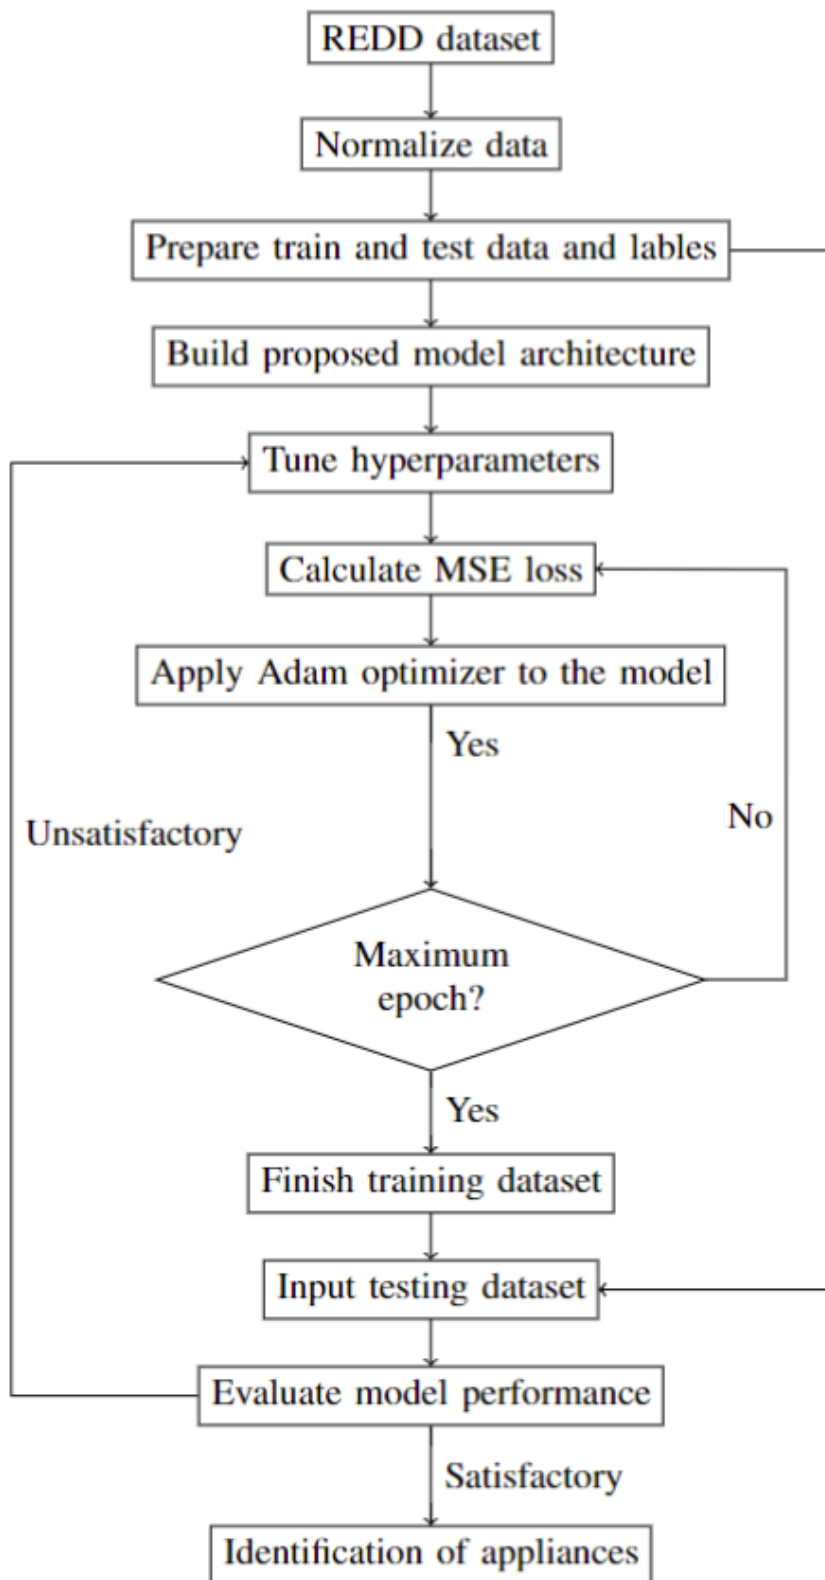 REDD dataset
Normalize data
Prepare train and test data and lables
Build proposed model architecture
Tune hyperparameters
Calculate MSE loss
Apply Adam optimizer to the model
Yes
No
Unsatisfactory
Maximum
epoch?
Yes
Finish training dataset
Input testing dataset
Evaluate model performance
Satisfactory
Identification of appliances